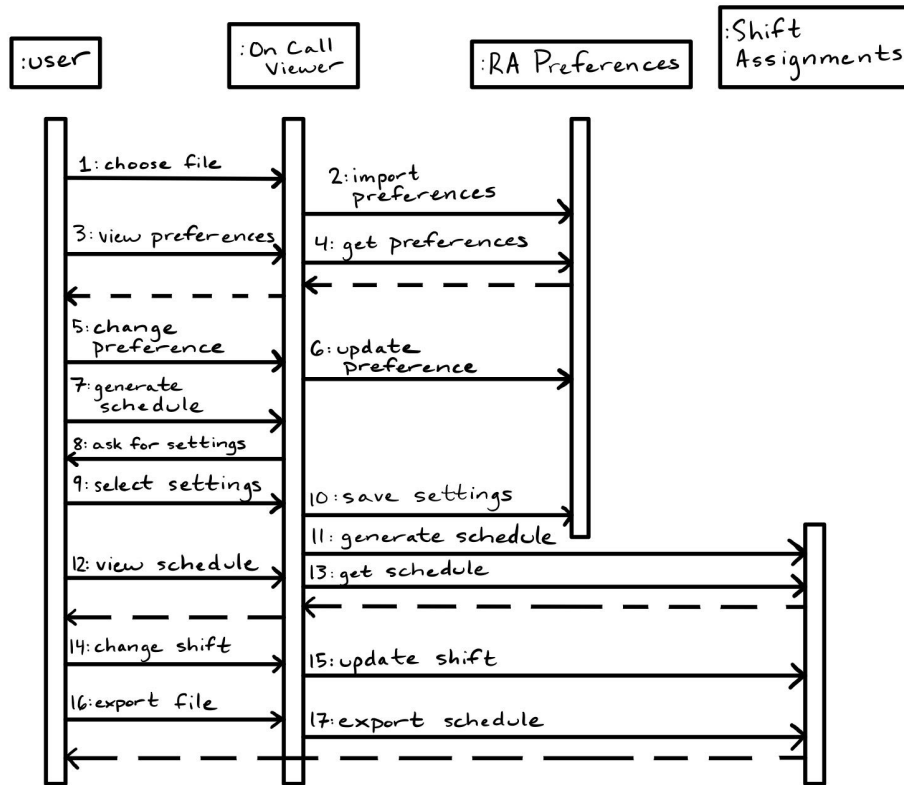 :user
:On Call
Viewer
:RA Preferences
:Shift
Assignments
1:choose file
2:import
preferences
3:view preferences
4:get preferences
5:change
preference
6:update
preference
7:generate
schedule
8:ask for settings
9:select settings
10:save settings
11:generate schedule
12:view schedule
13:get schedule
14:change shift
15:update shift
16:export file
17:export schedule